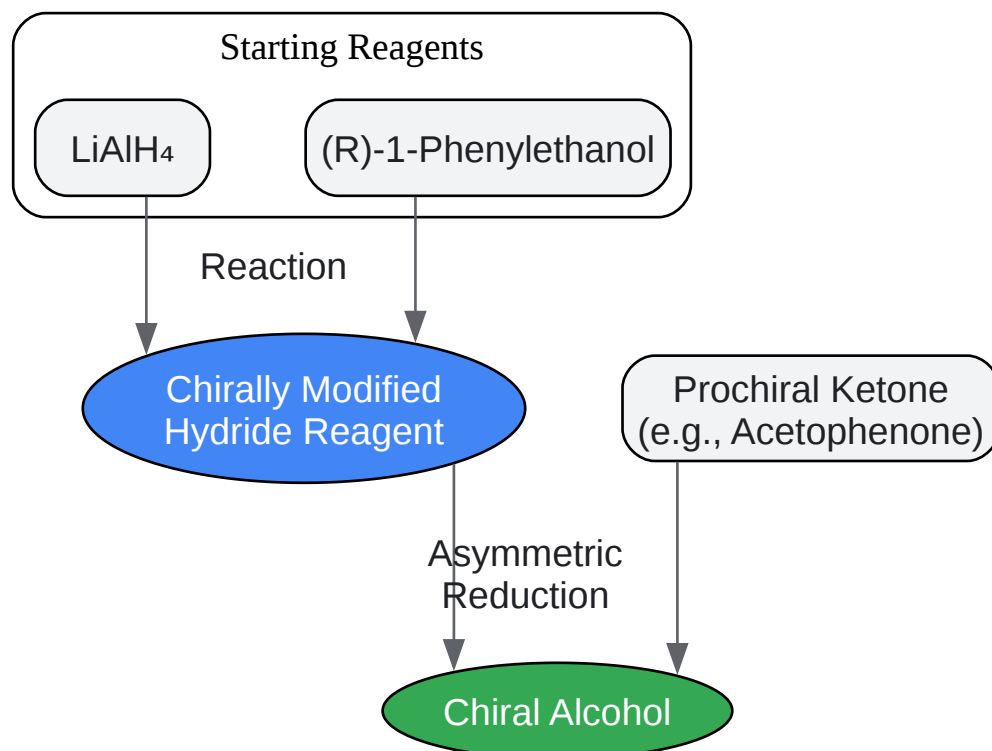 Starting Reagents
LiAlH₄
(R)-1-Phenylethanol
Reaction
Chirally Modified
Hydride Reagent
Prochiral Ketone
(e.g., Acetophenone)
Asymmetric
Reduction
Chiral Alcohol